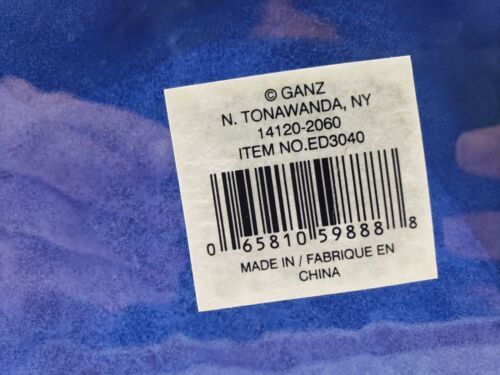 © GANZ
N. TONAWANDA, NY
14120-2060
ITEM NO.ED3040
0 65810 59888 8
MADE IN / FABRIQUE EN
CHINA